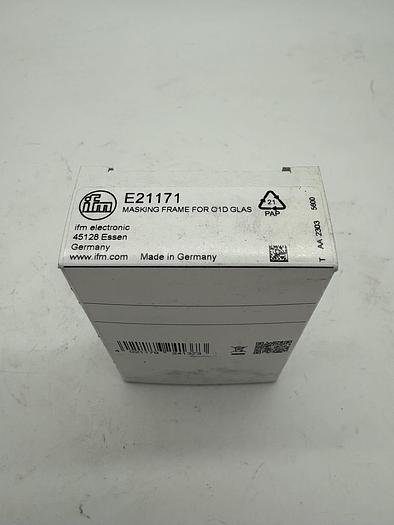 ifm
E21171
MASKING FRAME FOR O1D GLAS
ifm electronic
45128 Essen
Germany
www.ifm.com Made in Germany
21
PAP
T AA 2303 5600